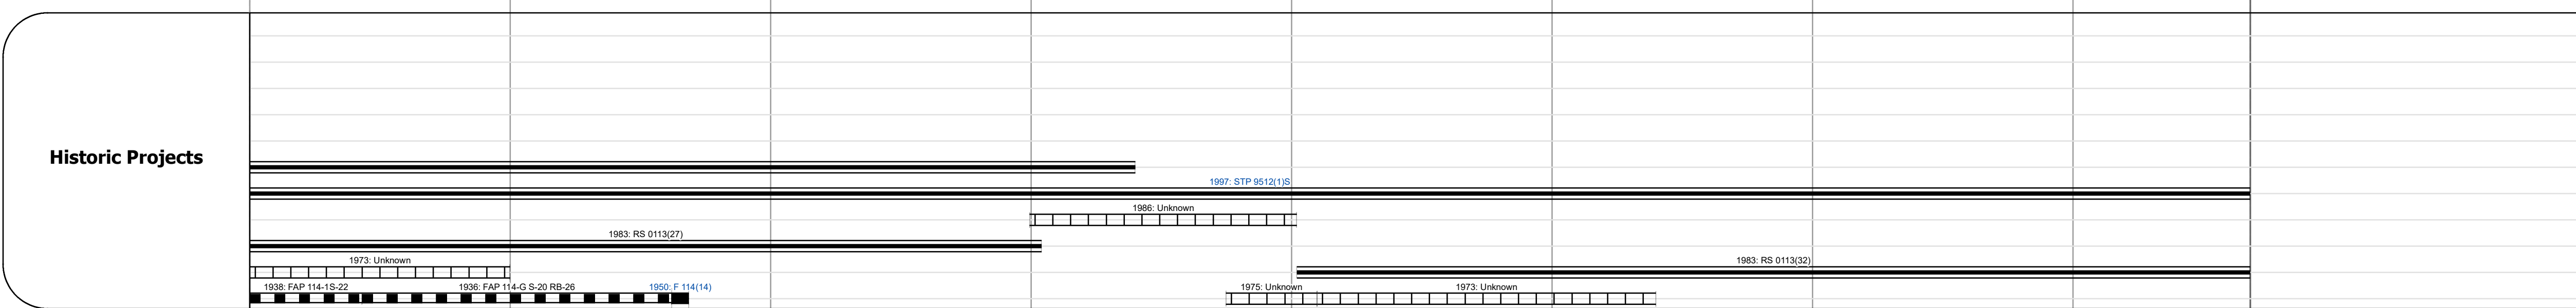 Historic Projects
1997: STP 9512(1)S
1986: Unknown
1983: RS 0113(27)
1973: Unknown
1983: RS 0113(32)
1938: FAP 114-1S-22
1936: FAP 114-G S-20 RB-26
1950: F 114(14)
1975: Unknown
1973: Unknown